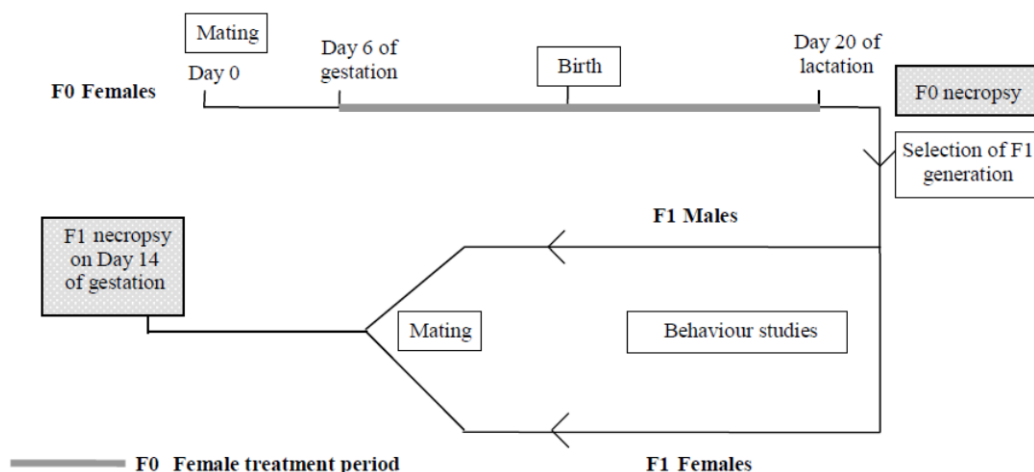 Mating
Day 0
Day 6 of
gestation
Birth
Day 20 of
lactation
F0 Females
F0 necropsy
Selection of F1
generation
F1 Males
F1 necropsy
on Day 14
of gestation
Mating
Behaviour studies
F0 Female treatment period
F1 Females